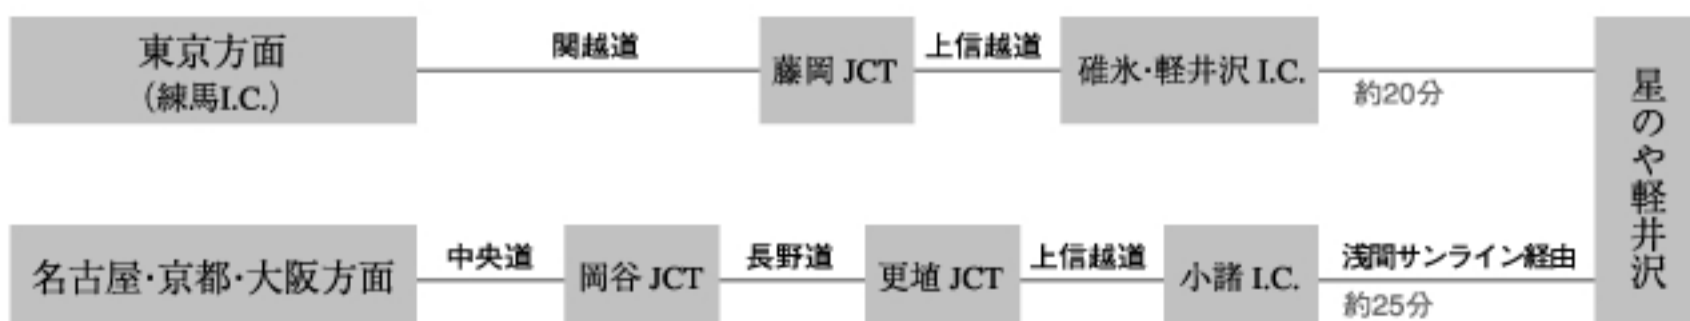 東京方面
（練馬I.C.）
関越道
藤岡 JCT
上信越道
碓氷・軽井沢 I.C.
約20分
星のや軽井沢
名古屋・京都・大阪方面
中央道
岡谷 JCT
長野道
更埴 JCT
上信越道
小諸 I.C.
浅間サンライン経由
約25分